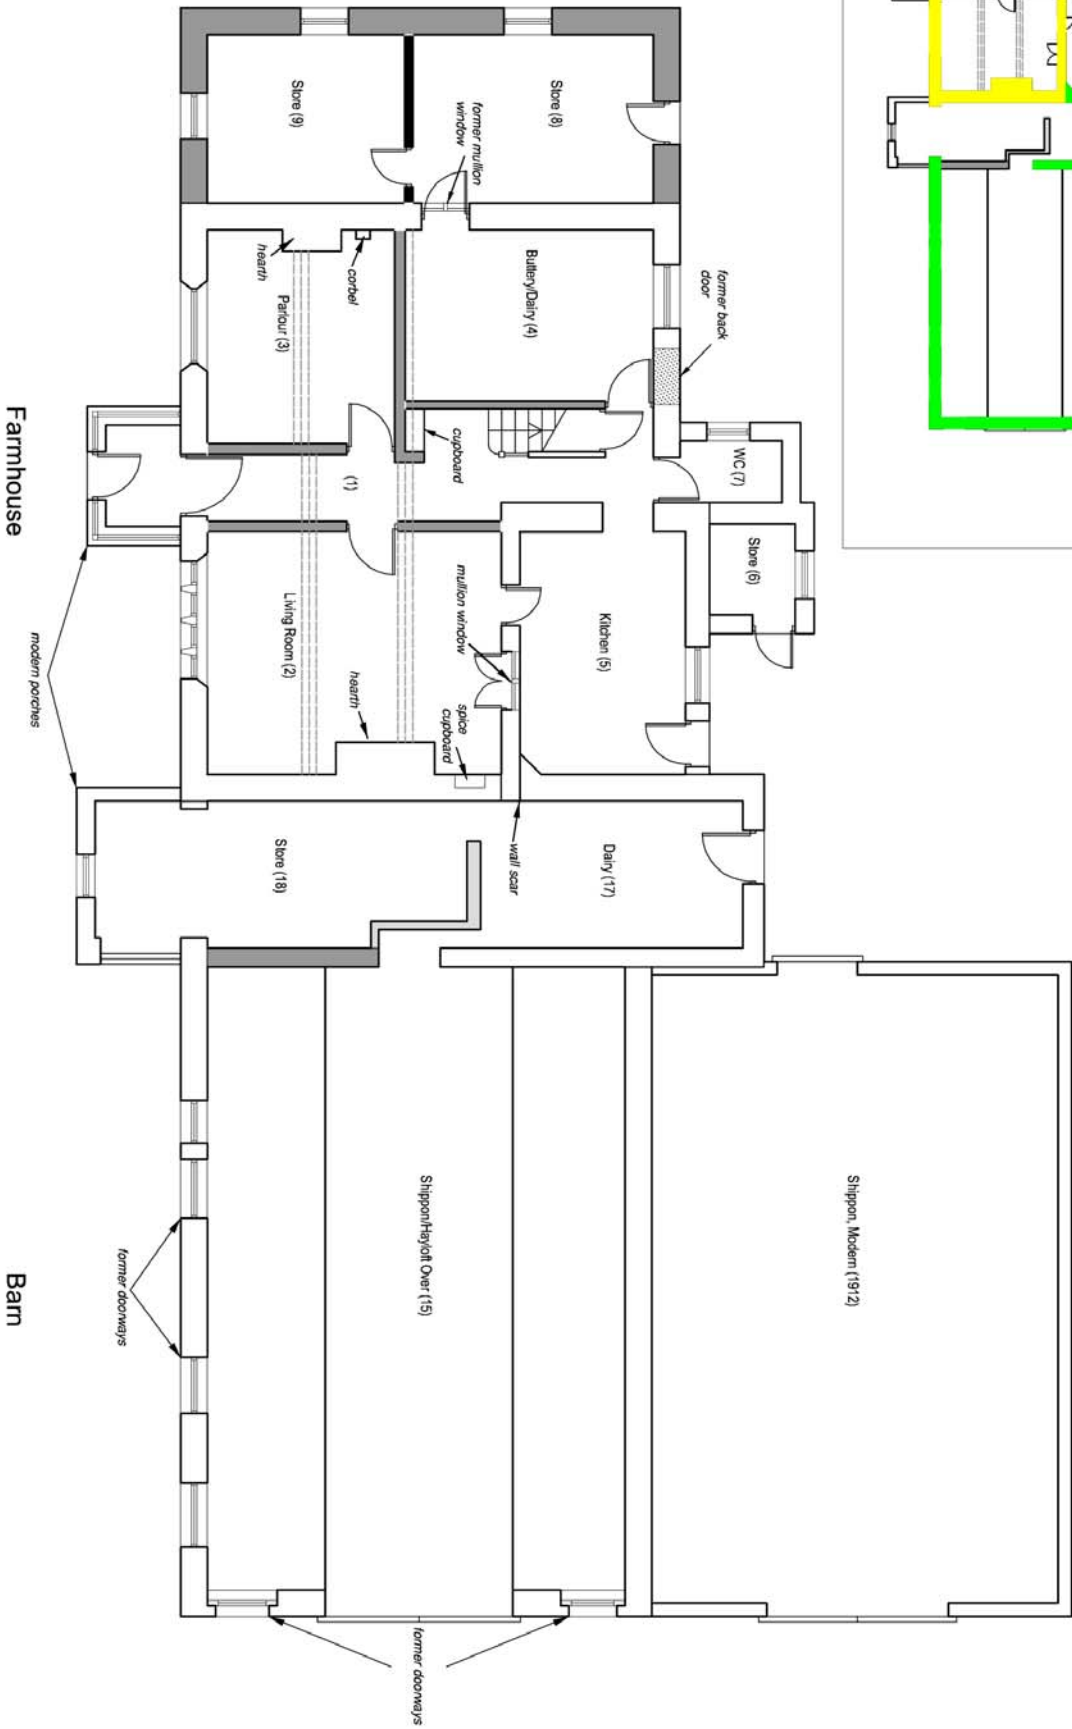 Store (9)
Store (8)
former mullion
window
hearth
corbel
Parlour (3)
Buttery/Dairy (4)
former back
door
cupboard
WC (7)
(1)
Store (6)
Living Room (2)
mullion window
Kitchen (5)
hearth
spice
cupboard
modern porches
Store (18)
wall scar
Dairy (17)
Shippon/Hayloft Over (15)
Shippon, Modern (1912)
former doorways
former doorways
Farmhouse
Barn